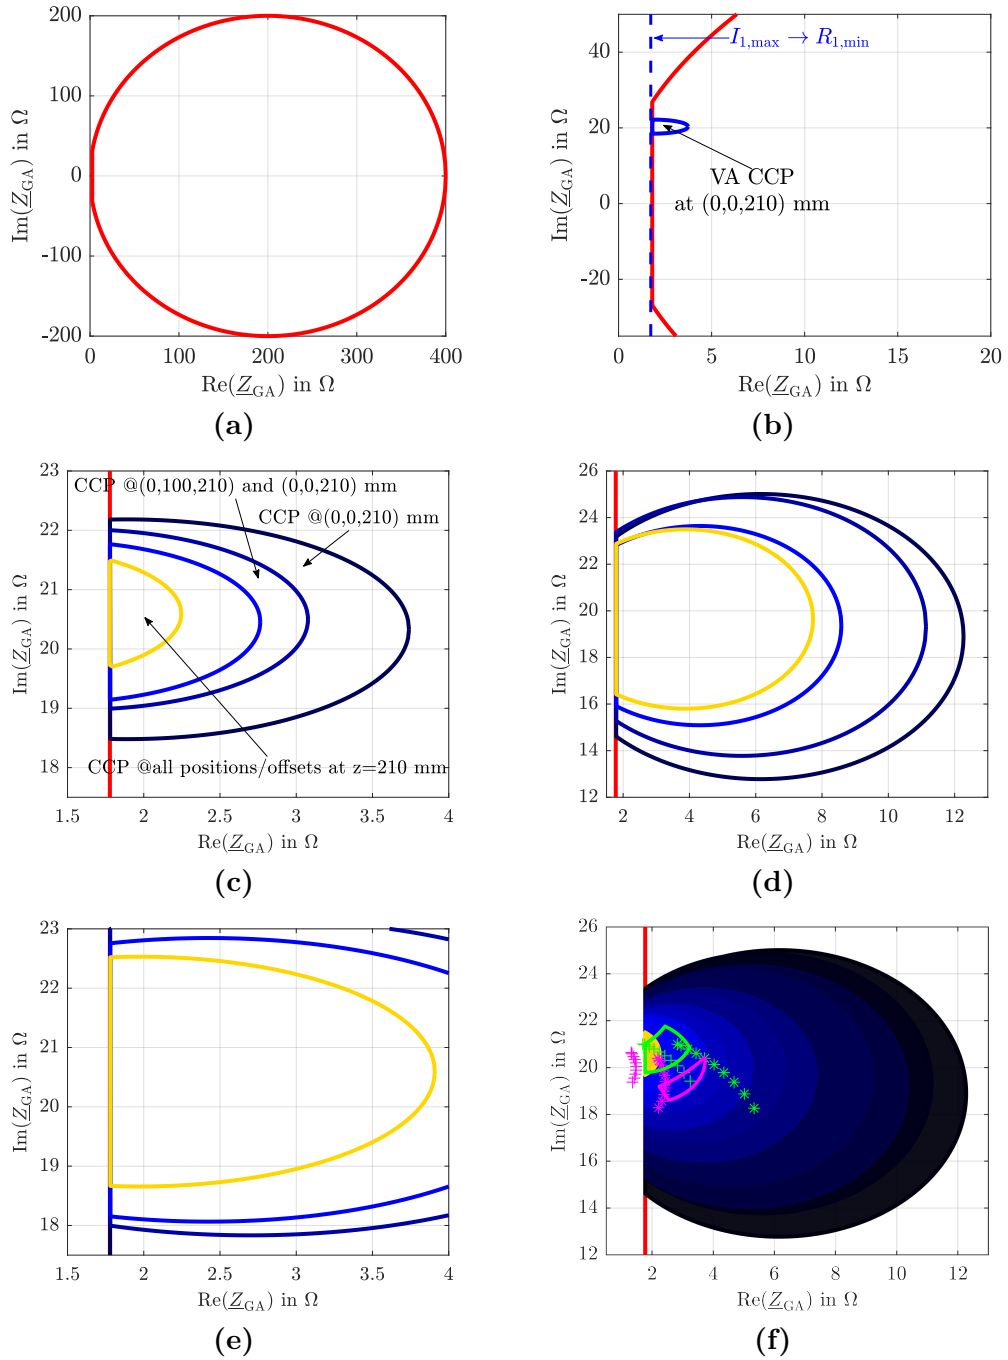 200
100
0
-100
-200
0 100 200 300 400
Im(Z_GA) in Ω
Re(Z_GA) in Ω
(a)
I1,max → R1,min
VA CCP
at (0,0,210) mm
40
20
0
-20
0 5 10 15 20
Im(Z_GA) in Ω
Re(Z_GA) in Ω
(b)
CCP @(0,100,210) and (0,0,210) mm
CCP @(0,0,210) mm
CCP @all positions/offsets at z=210 mm
23
22
21
20
19
18
1.5 2 2.5 3 3.5 4
Im(Z_GA) in Ω
Re(Z_GA) in Ω
(c)
26
24
22
20
18
16
14
12
2 4 6 8 10 12
Im(Z_GA) in Ω
Re(Z_GA) in Ω
(d)
23
22
21
20
19
18
1.5 2 2.5 3 3.5 4
Im(Z_GA) in Ω
Re(Z_GA) in Ω
(e)
26
24
22
20
18
16
14
12
2 4 6 8 10 12
Im(Z_GA) in Ω
Re(Z_GA) in Ω
(f)